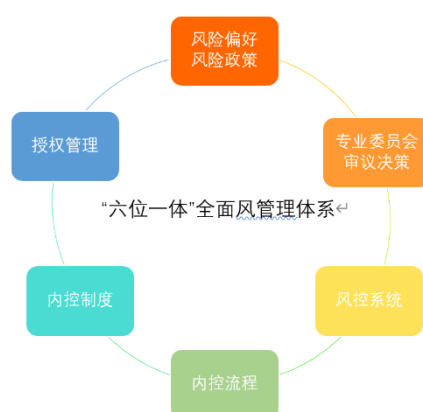 风险偏好
风险政策
授权管理
专业委员会
审议决策
“六位一体”全面风管理体系↵
内控制度
风控系统
内控流程